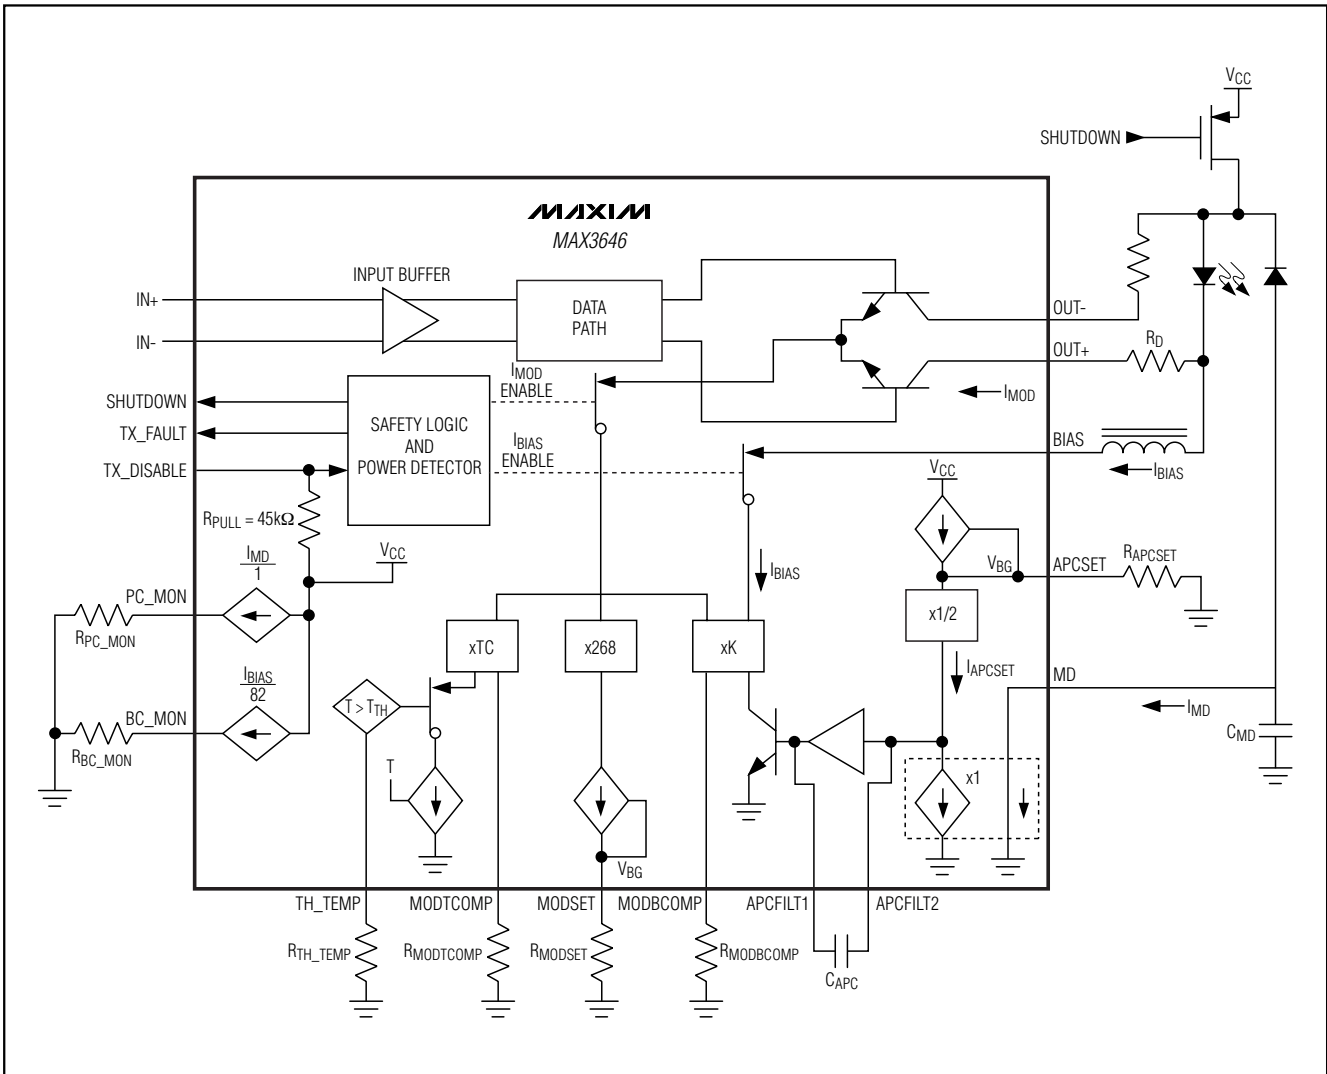 VCC
SHUTDOWN
MAXIM
MAX3646
INPUT BUFFER
IN+
IN-
DATA
PATH
OUT-
OUT+
RD
IMOD
IMOD
ENABLE
SHUTDOWN
TX_FAULT
TX_DISABLE
SAFETY LOGIC
AND
POWER DETECTOR
IBIAS
ENABLE
BIAS
IBIAS
VCC
RPULL = 45kΩ
VCC
IMD
1
PC_MON
RPC_MON
IBIAS
VBG
APCSET
RAPCSET
x1/2
xTC
x268
xK
IAPCSET
MD
IMD
CMD
IBIAS
82
BC_MON
RBC_MON
T > TTH
T
x1
VBG
TH_TEMP
MODTCOMP
MODSET
MODBCOMP
APCFILT1
APCFILT2
RTH_TEMP
RMODTCOMP
RMODSET
RMODBCOMP
CAPC